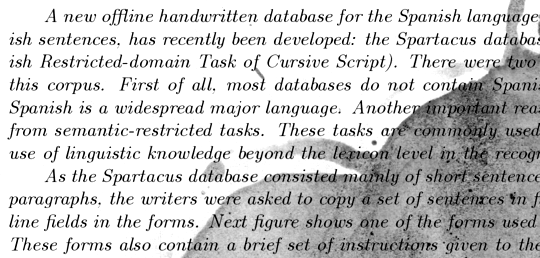 A new offline handwritten database for the Spanish language
ish sentences, has recently been developed: the Spartacus databas
ish Restricted-domain Task of Cursive Script). There were two
this corpus. First of all, most databases do not contain Spani
Spanish is a widespread major language. Another important rea
from semantic-restricted tasks. These tasks are commonly used
use of linguistic knowledge beyond the lexicon level in the recogn
As the Spartacus database consisted mainly of short sentence
paragraphs, the writers were asked to copy a set of sentences in f
line fields in the forms. Next figure shows one of the forms used
These forms also contain a brief set of instructions given to the